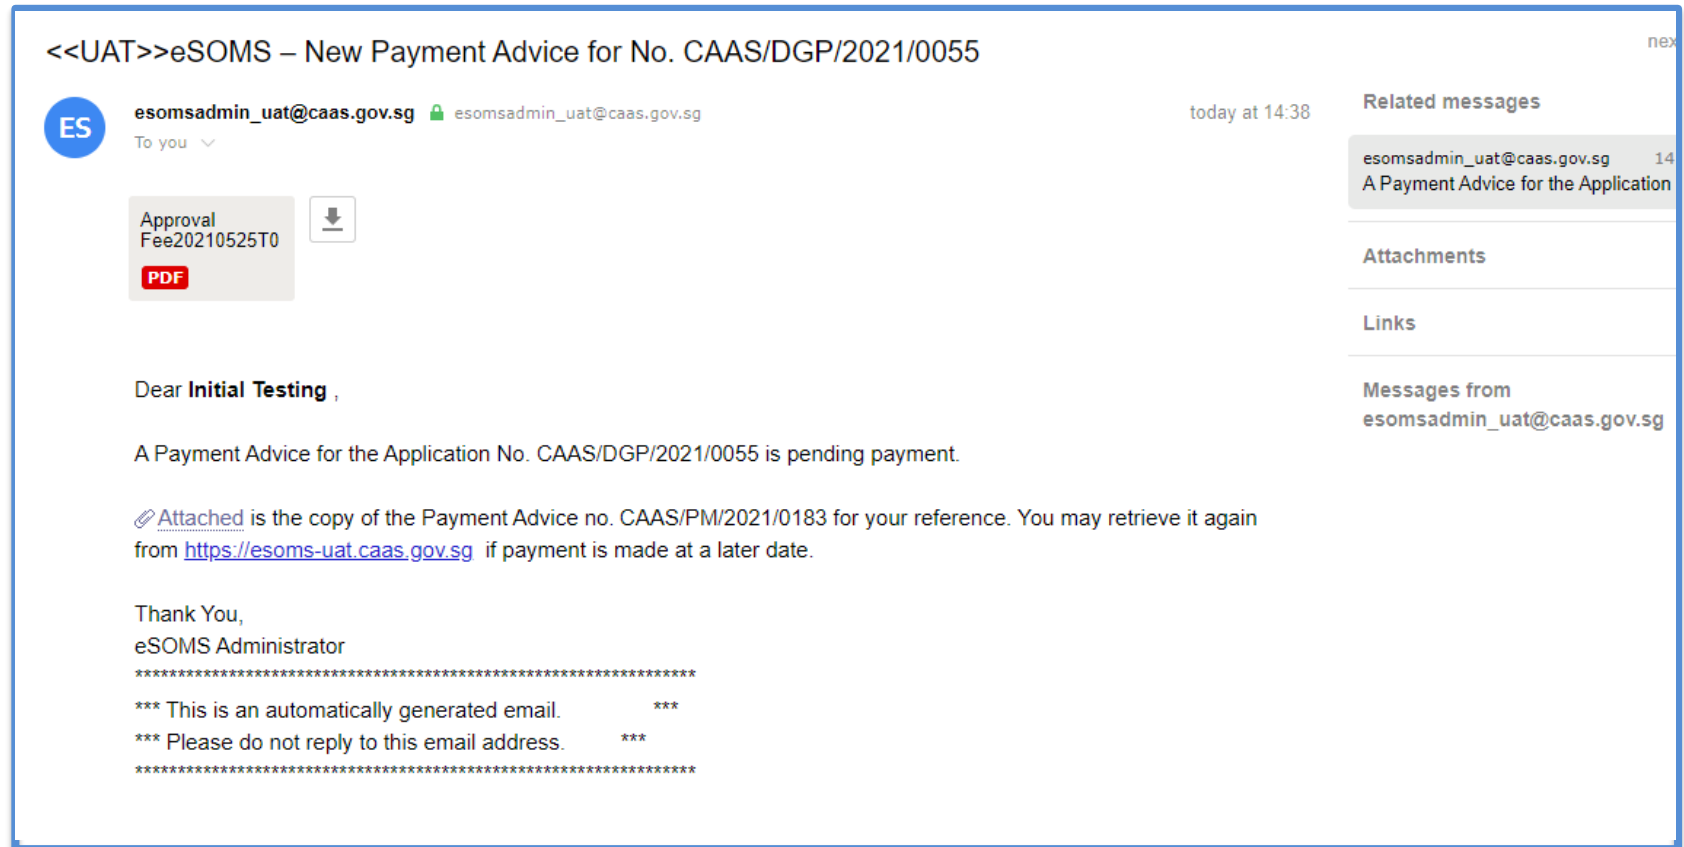 <<UAT>>eSOMS – New Payment Advice for No. CAAS/DGP/2021/0055
ES
esomsadmin_uat@caas.gov.sg esomsadmin_uat@caas.gov.sg
today at 14:38
To you
Approval
Fee20210525T0
PDF
Dear Initial Testing ,
A Payment Advice for the Application No. CAAS/DGP/2021/0055 is pending payment.
Attached is the copy of the Payment Advice no. CAAS/PM/2021/0183 for your reference. You may retrieve it again
from https://esoms-uat.caas.gov.sg if payment is made at a later date.
Thank You,
eSOMS Administrator
******************************************************************
*** This is an automatically generated email. ***
*** Please do not reply to this email address. ***
******************************************************************
Related messages
esomsadmin_uat@caas.gov.sg 14
A Payment Advice for the Application
Attachments
Links
Messages from
esomsadmin_uat@caas.gov.sg